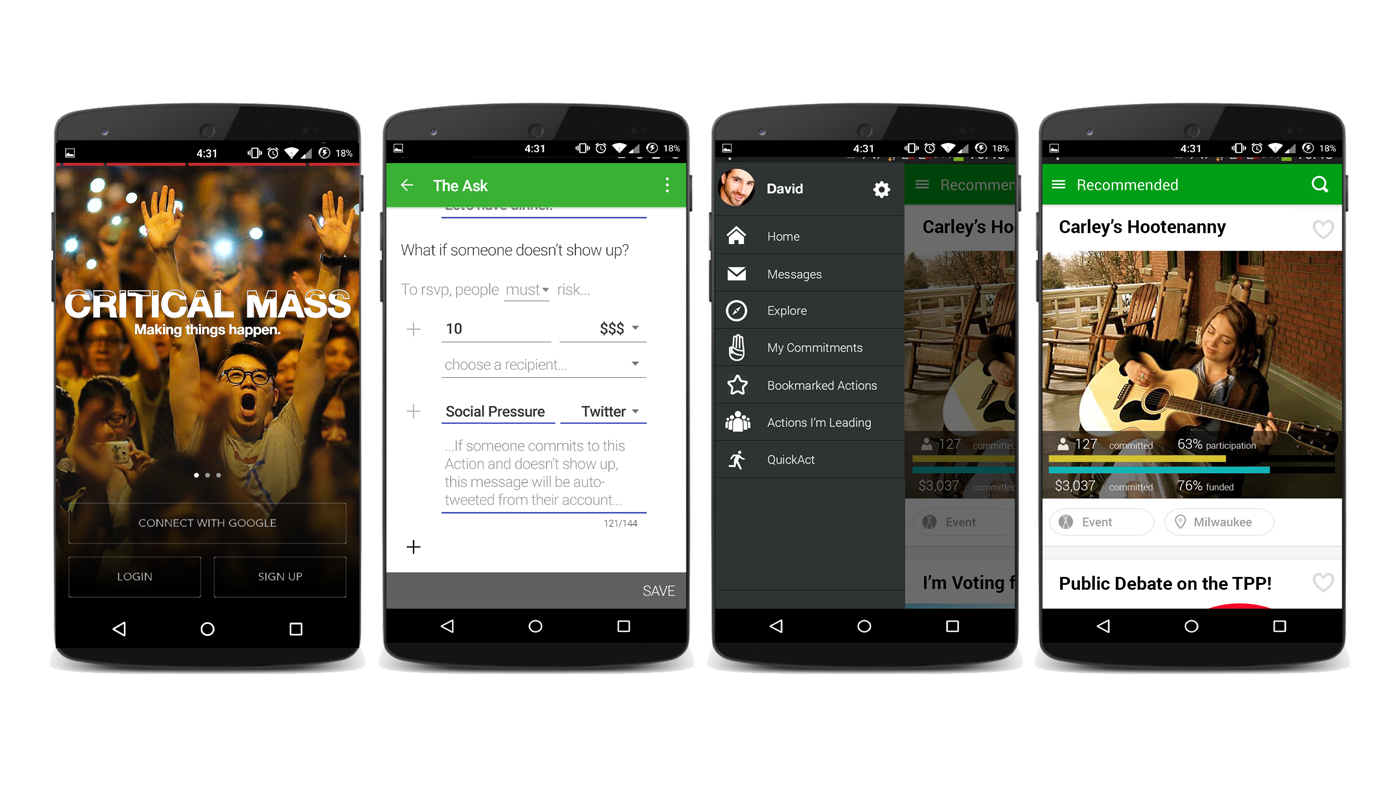 4:31
18%
CRITICAL MASS
Making things happen.
CONNECT WITH GOOGLE
LOGIN
SIGN UP
4:31
18%
The Ask
Let's have dinner.
What if someone doesn't show up?
To rsvp, people must risk...
10
$$$
choose a recipient...
Social Pressure
Twitter
...If someone commits to this
Action and doesn't show up,
this message will be auto-
tweeted from their account...
121/144
SAVE
4:31
18%
David
Home
Messages
Explore
My Commitments
Bookmarked Actions
Actions I'm Leading
QuickAct
Recommen
Carley's Ho
127 committed
$3,037 committed
Event
I'm Voting f
4:31
18%
Recommended
Carley's Hootenanny
127 committed 63% participation
$3,037 committed 76% funded
Event
Milwaukee
Public Debate on the TPP!